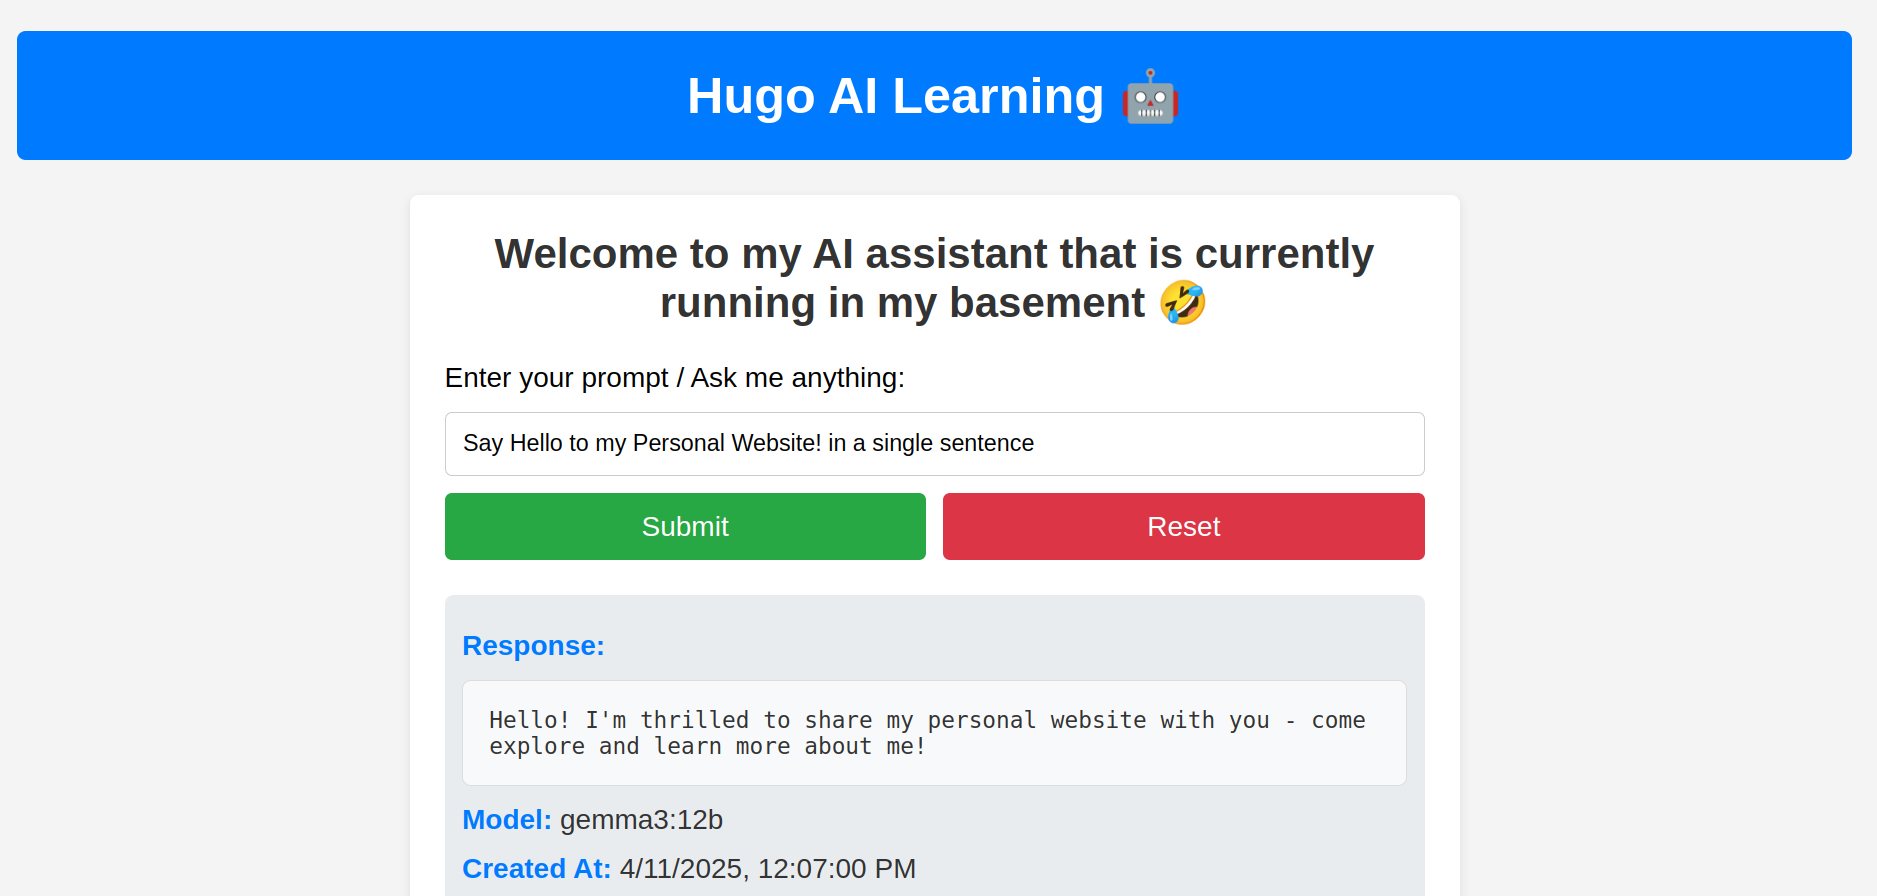 Hugo AI Learning 🤖
Welcome to my AI assistant that is currently
running in my basement 🤣
Enter your prompt / Ask me anything:
Say Hello to my Personal Website! in a single sentence
Submit
Reset
Response:
Hello! I'm thrilled to share my personal website with you - come
explore and learn more about me!
Model: gemma3:12b
Created At: 4/11/2025, 12:07:00 PM